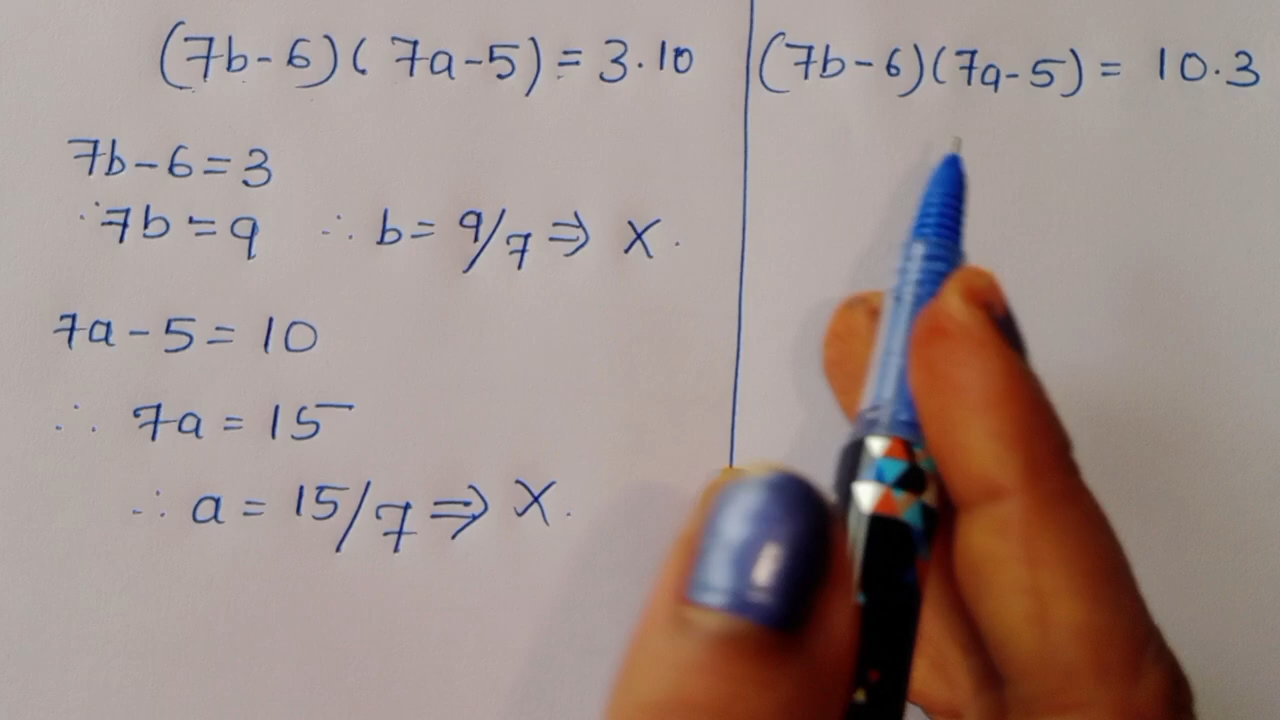 (7b-6)(7a-5) = 3.10
7b-6=3
∴ 7b = 9 ∴ b = 9/7 ⇒ X.
7a-5 = 10
∴ 7a = 15
∴ a = 15/7 ⇒ X.
(7b-6)(7a-5) = 10.3